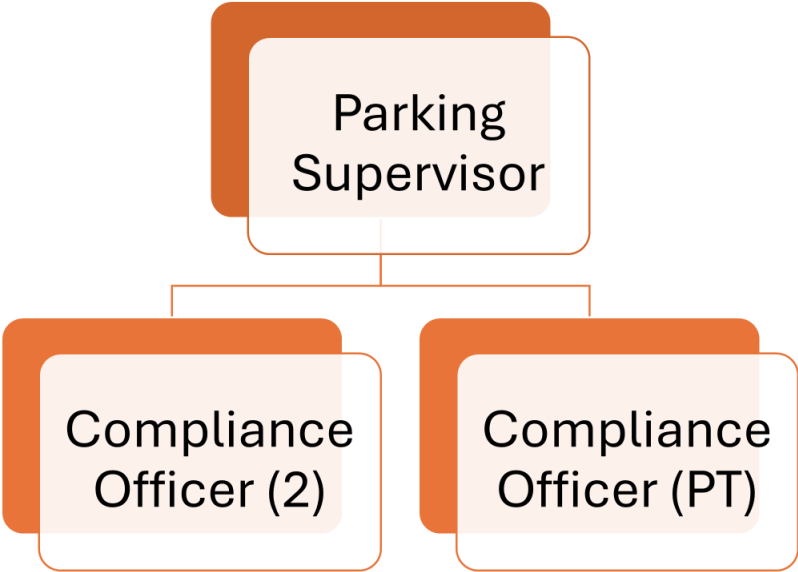 Parking
Supervisor
Compliance
Officer (2)
Compliance
Officer (PT)